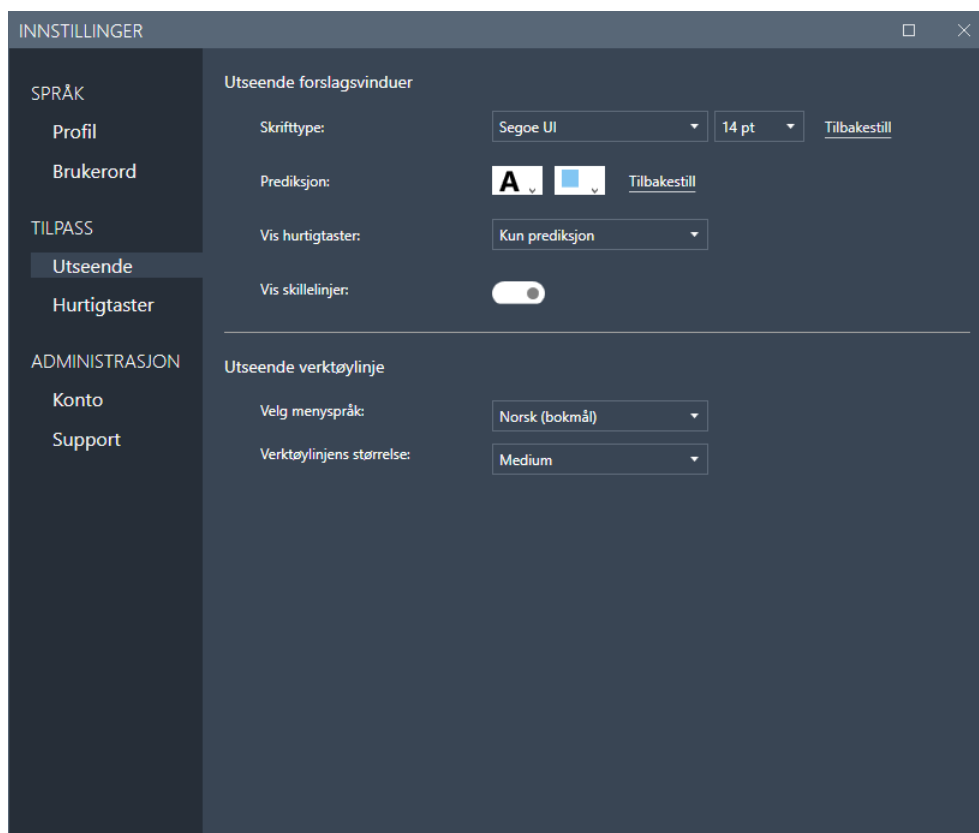 INNSTILLINGER
SPRÅK
Profil
Brukerord
TILPASS
Utseende
Hurtigtaster
ADMINISTRASJON
Konto
Support
Utseende forslagsvinduer
Skrifttype: Segoe UI 14 pt Tilbakestill
Prediksjon: A Tilbakestill
Vis hurtigtaster: Kun prediksjon
Vis skillelinjer:
Utseende verktøylinje
Velg menyspråk: Norsk (bokmål)
Verktøylinjens størrelse: Medium